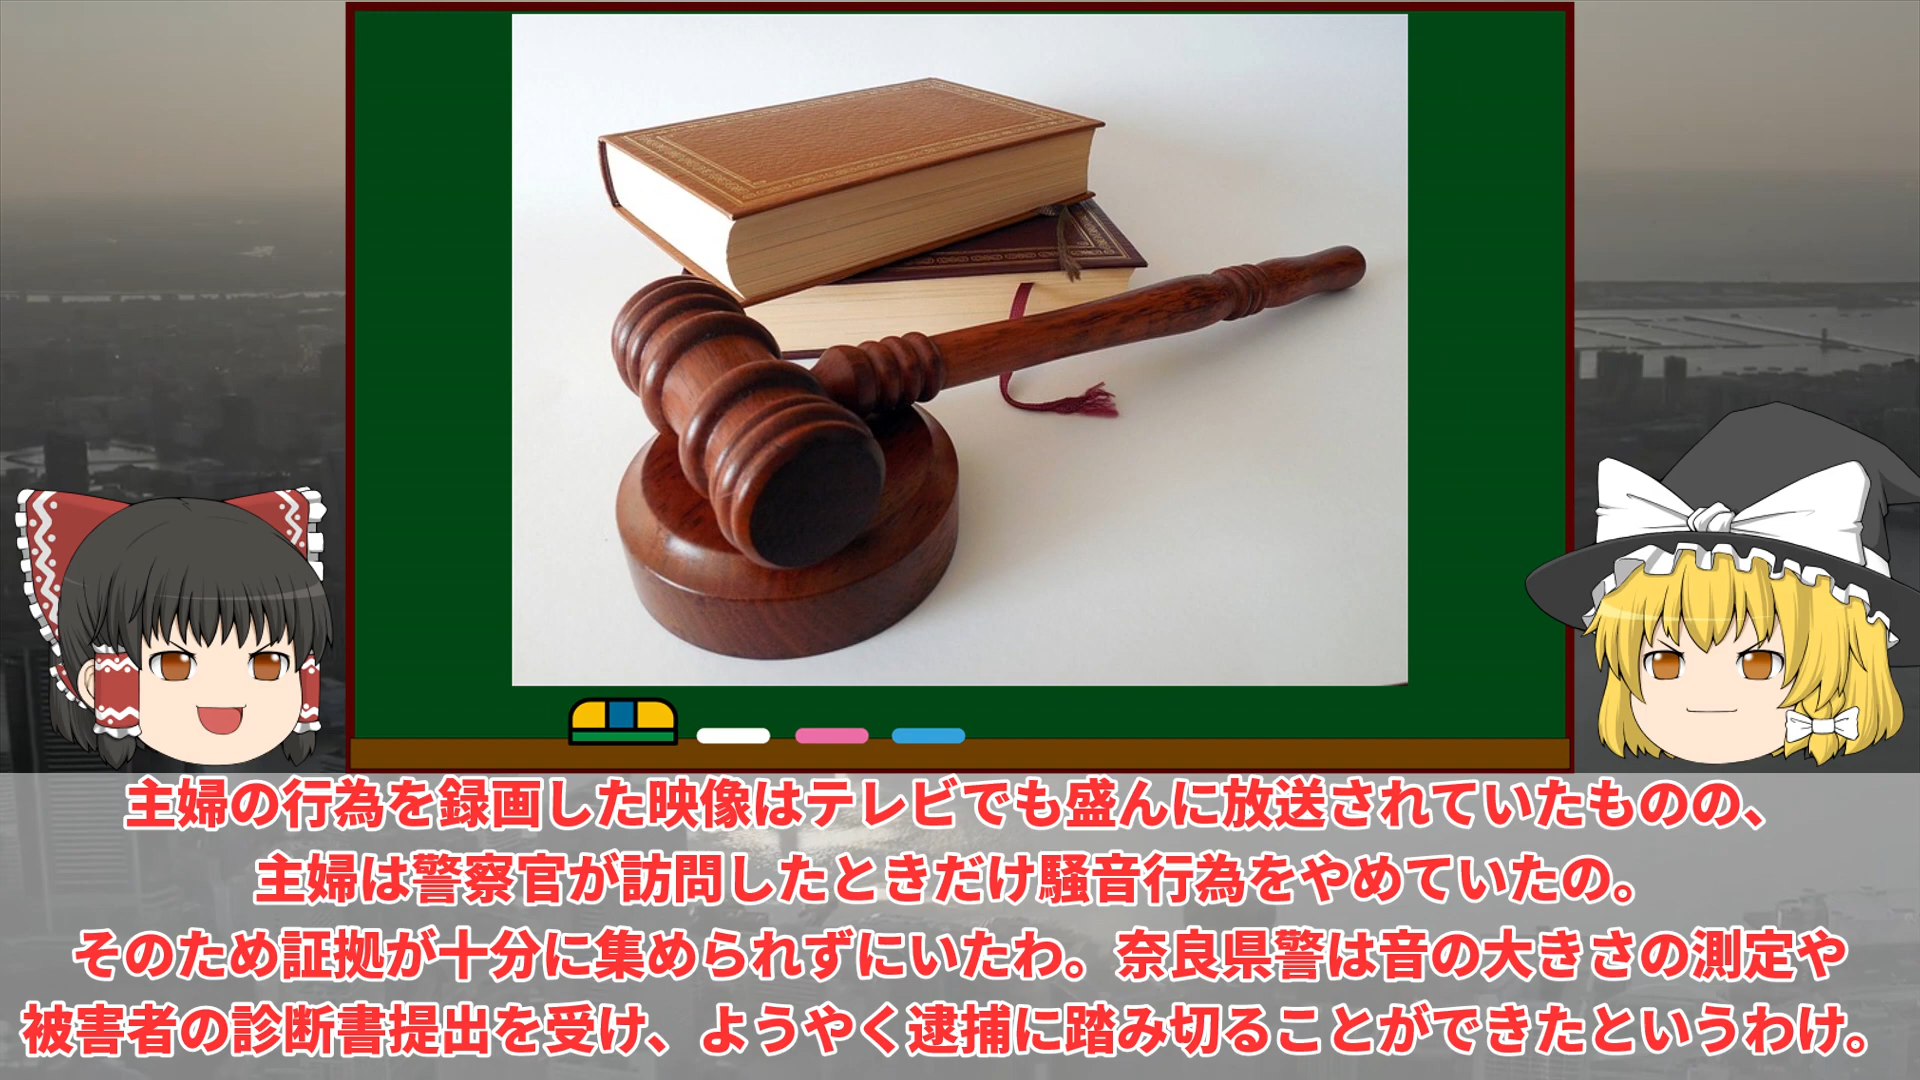 主婦の行為を録画した映像はテレビでも盛んに放送されていたものの、
主婦は警察官が訪問したときだけ騒音行為をやめていたの。
そのため証拠が十分に集められずにいたわ。奈良県警は音の大きさの測定や
被害者の診断書提出を受け、ようやく逮捕に踏み切ることができたというわけ。